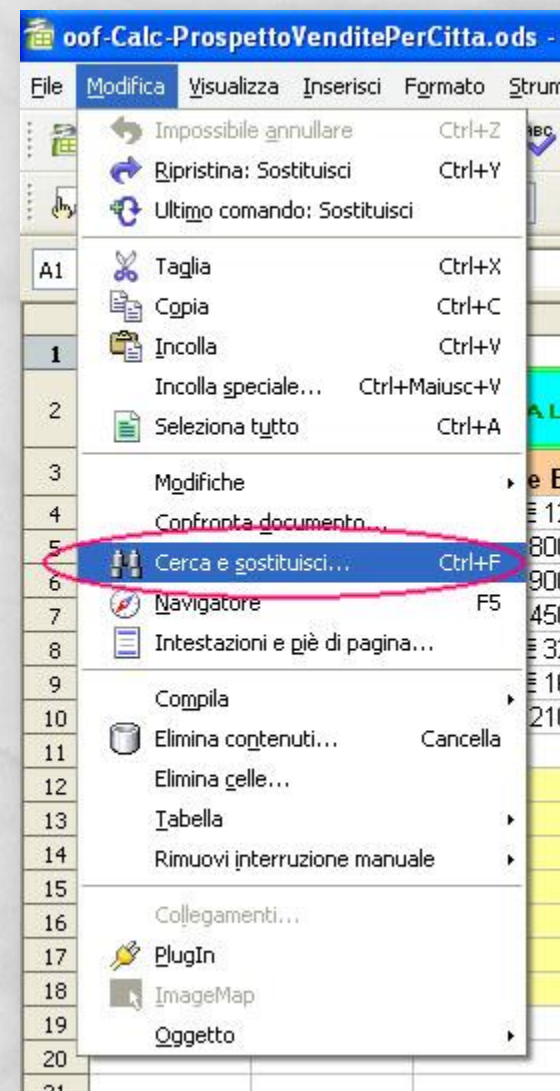 oof-Calc-ProspettoVenditePerCitta.ods -
File Modifica Visualizza Inserisci Formato
Impossibile annullare Ctrl+Z
ABC
Ripristina: Sostituisci Ctrl+Y
Ultimo comando: Sostituisci
A1
Taglia Ctrl+X
Copia Ctrl+C
1 Incolla Ctrl+V
Incolla speciale... Ctrl+Maiusc+V
2 Seleziona tutto Ctrl+A
3 Modifiche
4 Confronta documento...
5 Cerca e sostituisci... Ctrl+F
6
7 Navigatore F5
8 Intestazioni e piè di pagina...
9 Compila
10
11 Elimina contenuti... Cancella
12 Elimina celle...
13 Tabella
14 Rimuovi interruzione manuale
15
16 Collegamenti...
17 PlugIn
18 ImageMap
19 Oggetto
20